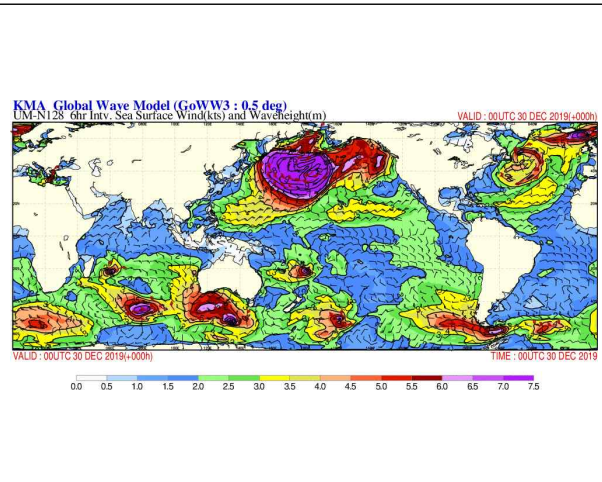 KMA Global Wave Model (GoWW3 : 0.5 deg)
UM-N128 6hr Intv. Sea Surface Wind(kts) and Waveheight(m)
VALID : 00UTC 30 DEC 2019(+000h)
VALID : 00UTC 30 DEC 2019(+000h)
TIME : 00UTC 30 DEC 2019
0.0 0.5 1.0 1.5 2.0 2.5 3.0 3.5 4.0 4.5 5.0 5.5 6.0 6.5 7.0 7.5